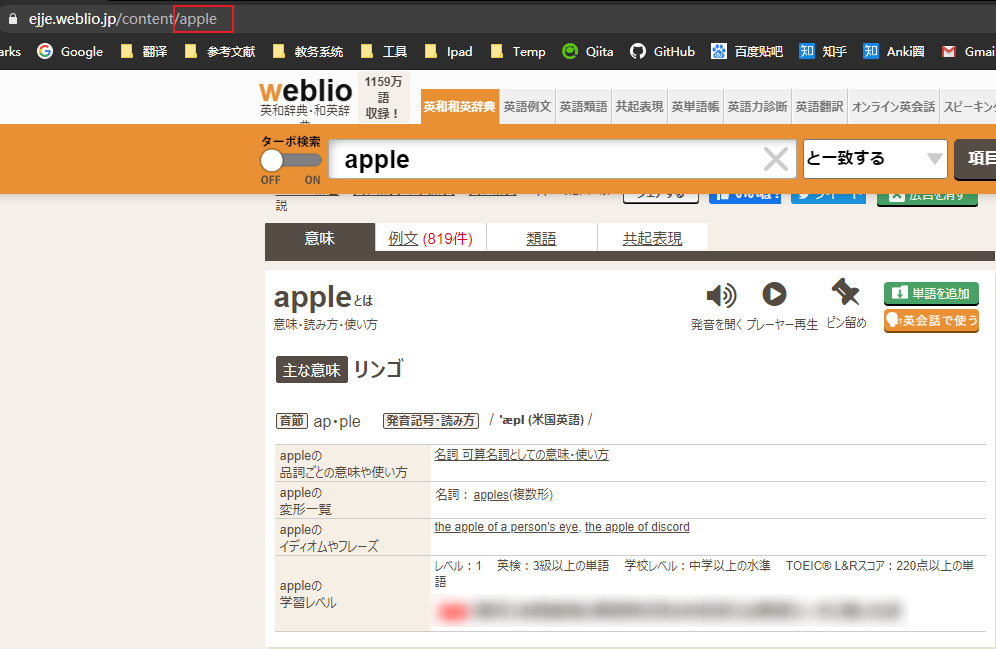 ejje.weblio.jp/content/apple
arks Google 翻译 参考文献 教务系统 工具 Ipad Temp Qiita GitHub 百度贴吧 知 知乎 知 Anki圈 Gmai
weblio
英和辞典・和英辞
1159万
語
収録！
英和和英辞典 英語例文 英語類語 共起表現 英単語帳 英語力診断 英語翻訳 オンライン英会話 スピーキン
ターボ検索
OFF ON
apple
と一致する
項目
説
意味 例文 (819件) 類語 共起表現
appleとは
意味・読み方・使い方
発音を聞く プレーヤー再生 ピン留め
単語を追加
英会話で使う
主な意味 リンゴ
音節 ap・ple 発音記号・読み方 / 'æpl (米国英語) /
appleの
品詞ごとの意味や使い方
名詞 可算名詞としての意味・使い方
appleの
変形一覧
名詞： apples(複数形)
appleの
イディオムやフレーズ
the apple of a person's eye, the apple of discord
appleの
学習レベル
レベル：1 英検：3級以上の単語 学校レベル：中学以上の水準 TOEIC® L&Rスコア：220点以上の単
語